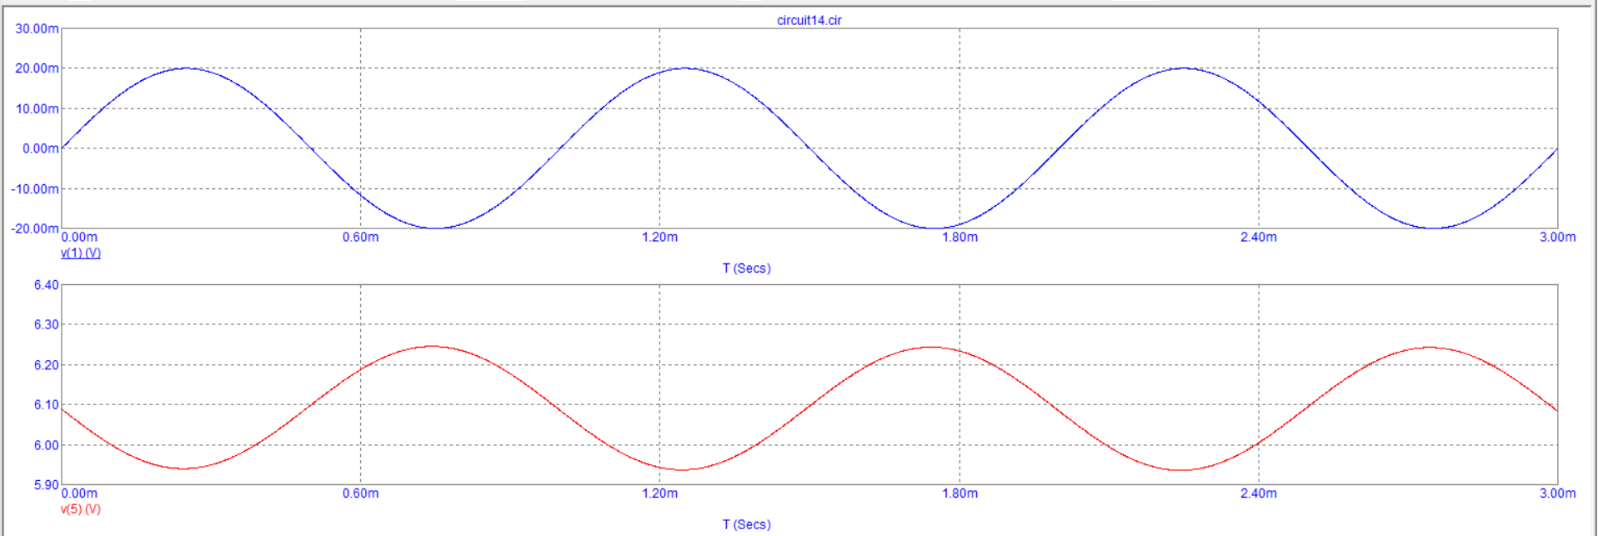 circuit14.cir
30.00m
20.00m
10.00m
0.00m
-10.00m
-20.00m
0.00m 0.60m 1.20m 1.80m 2.40m 3.00m
v(1) (V)
T (Secs)
6.40
6.30
6.20
6.10
6.00
5.90
0.00m 0.60m 1.20m 1.80m 2.40m 3.00m
v(5) (V)
T (Secs)